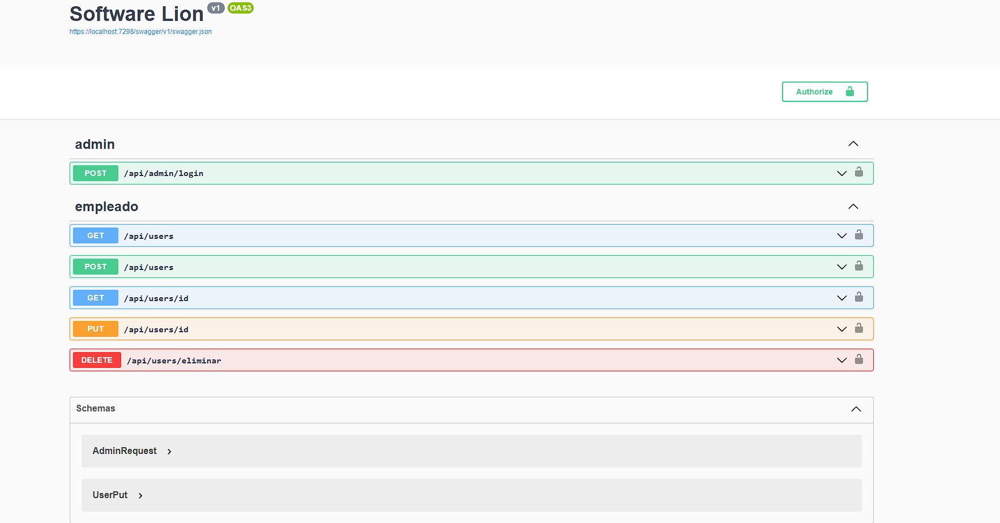 Software Lion v1 OAS3
https://localhost:7298/swagger/v1/swagger.json
Authorize
admin
POST /api/admin/login
empleado
GET /api/users
POST /api/users
GET /api/users/id
PUT /api/users/id
DELETE /api/users/eliminar
Schemas
AdminRequest
UserPut